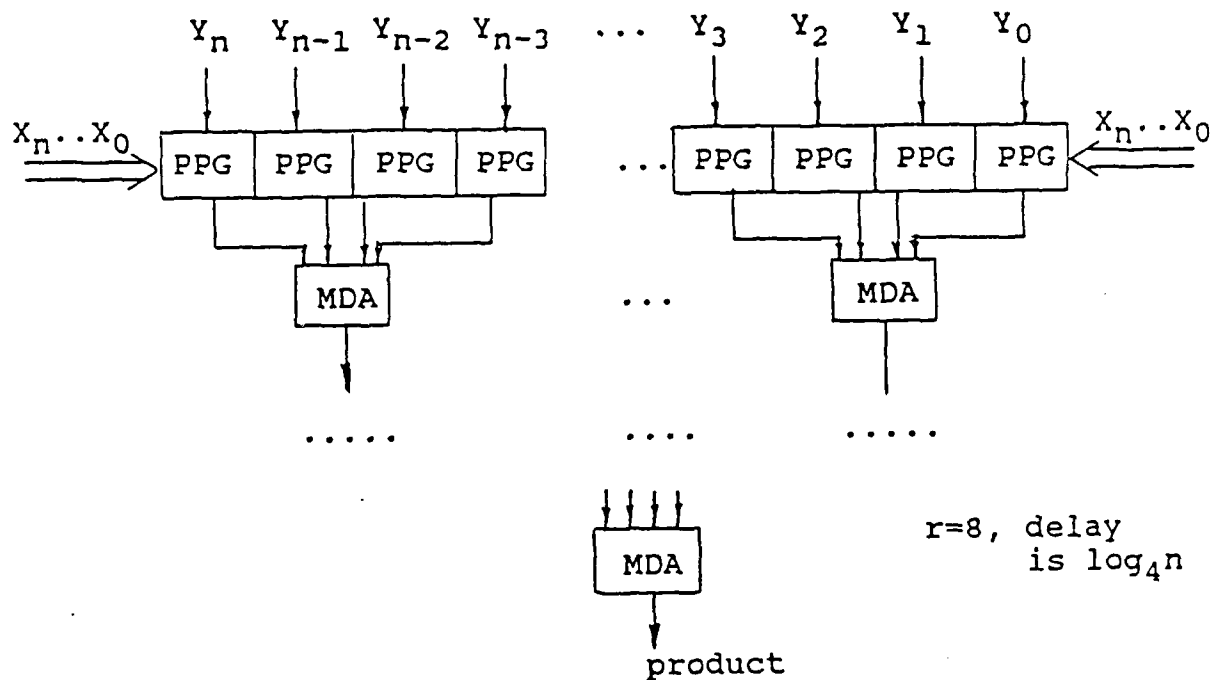 Yn Yn-1 Yn-2 Yn-3 ... Y3 Y2 Y1 Y0
Xn..X0 Xn..X0
PPG PPG PPG PPG ... PPG PPG PPG PPG
MDA ... MDA
..... .... .....
r=8, delay
is log4n
MDA
product